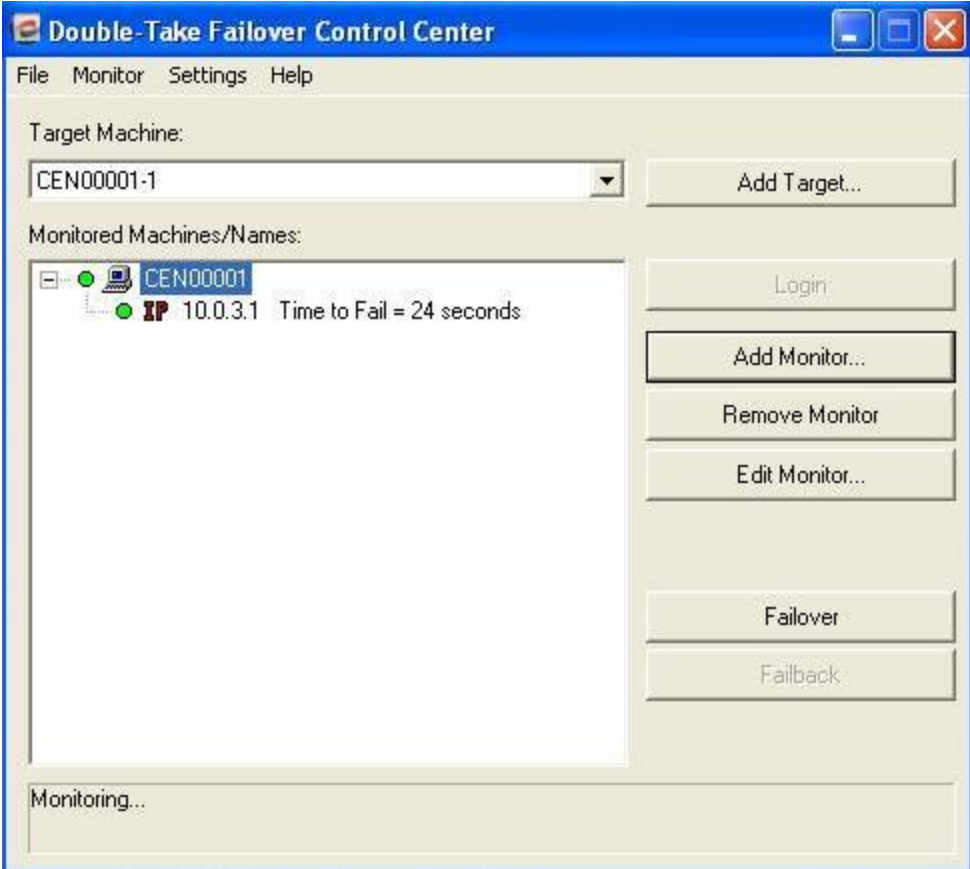 Double-Take Failover Control Center
File Monitor Settings Help
Target Machine:
CEN00001-1
Add Target...
Monitored Machines/Names:
CEN00001
Login
IP 10.0.3.1 Time to Fail = 24 seconds
Add Monitor...
Remove Monitor
Edit Monitor...
Failover
Failback
Monitoring...